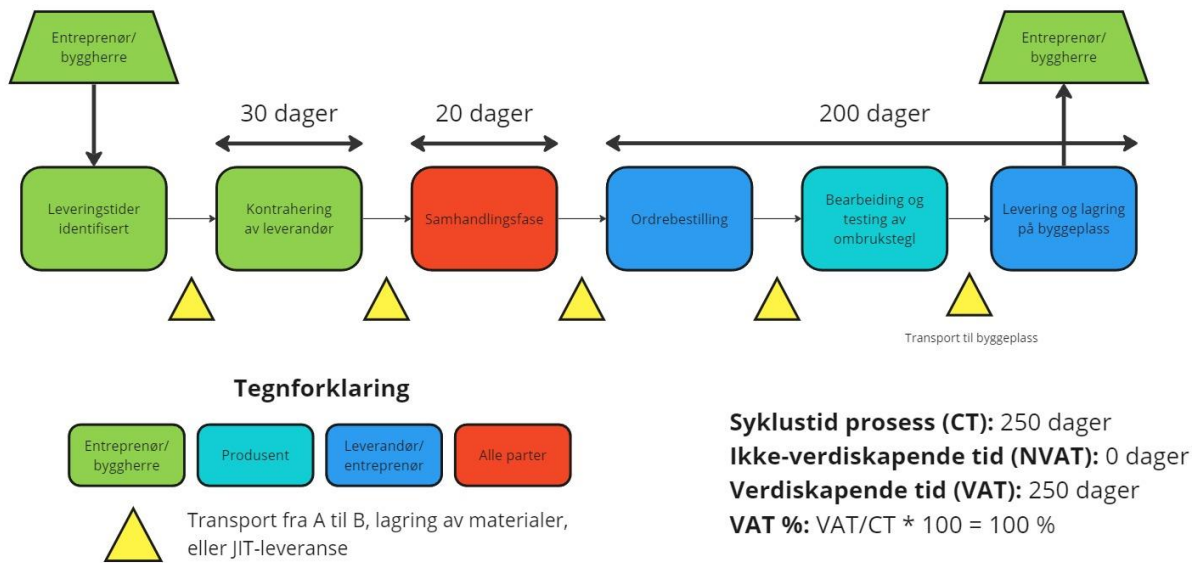 Entreprenør/
byggherre
Entreprenør/
byggherre
30 dager
20 dager
200 dager
Leveringstider
identifisert
Kontrahering
av leverandør
Samhandlingsfase
Ordrebestilling
Bearbeiding og
testing av
ombrukstegl
Levering og lagring
på byggeplass
Transport til byggeplass
Tegnforklaring
Entreprenør/
byggherre
Produsent
Leverandør/
entreprenør
Alle parter
Transport fra A til B, lagring av materialer,
eller JIT-leveranse
Syklustid prosess (CT): 250 dager
Ikke-verdiskapende tid (NVAT): 0 dager
Verdiskapende tid (VAT): 250 dager
VAT %: VAT/CT * 100 = 100 %